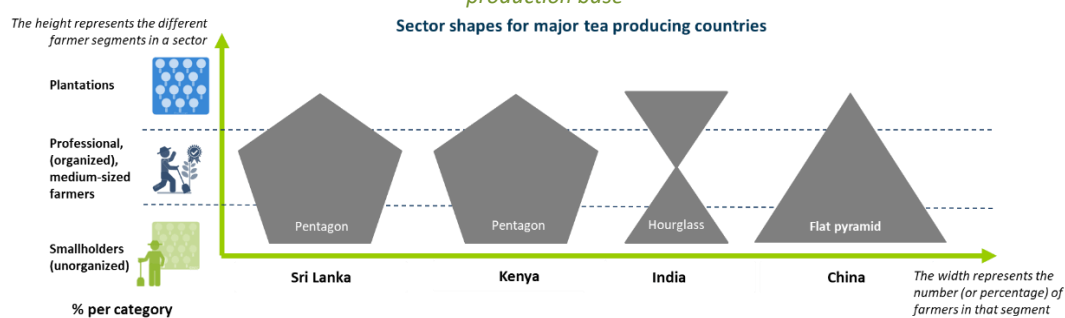 production base
The height represents the different
farmer segments in a sector
Sector shapes for major tea producing countries
Plantations
Professional,
(organized),
medium-sized
farmers
Smallholders
(unorganized)
Pentagon
Pentagon
Hourglass
Flat pyramid
Sri Lanka
Kenya
India
China
% per category
The width represents the
number (or percentage) of
farmers in that segment